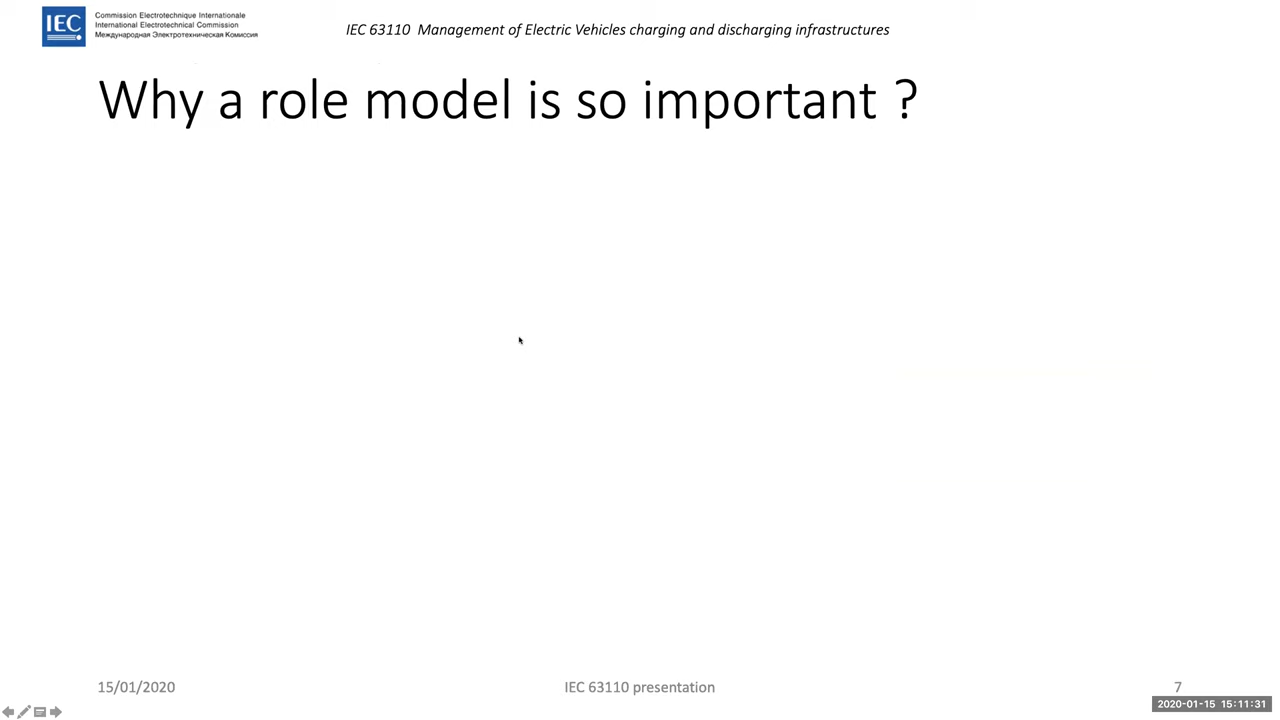 IEC
Commission Electrotechnique Internationale
International Electrotechnical Commission
Международная Электротехническая Комиссия
IEC 63110 Management of Electric Vehicles charging and discharging infrastructures
Why a role model is so important ?
15/01/2020
IEC 63110 presentation
7
2020-01-15 15:11:31